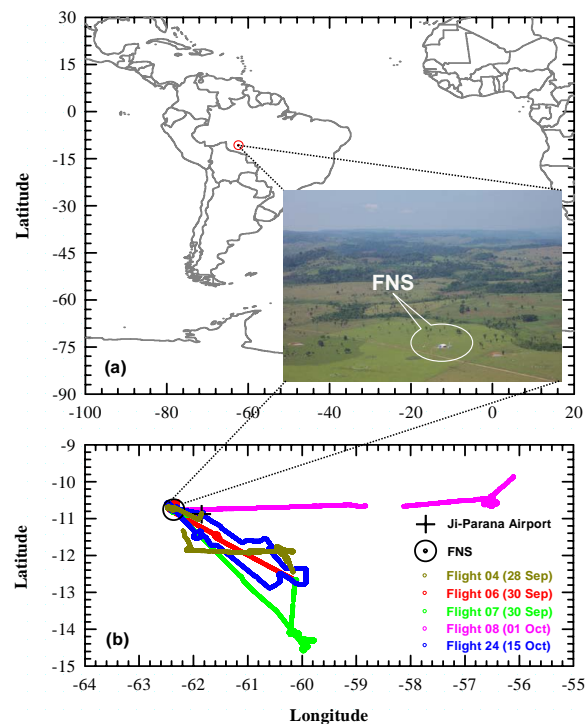 30
15
0
-15
-30
-45
-60
-75
-90
Latitude
FNS
(a)
-100 -80 -60 -40 -20 0 20
-9
-10
-11
-12
-13
-14
-15
Latitude
Ji-Parana Airport
FNS
Flight 04 (28 Sep)
Flight 06 (30 Sep)
Flight 07 (30 Sep)
Flight 08 (01 Oct)
Flight 24 (15 Oct)
(b)
-64 -63 -62 -61 -60 -59 -58 -57 -56 -55
Longitude